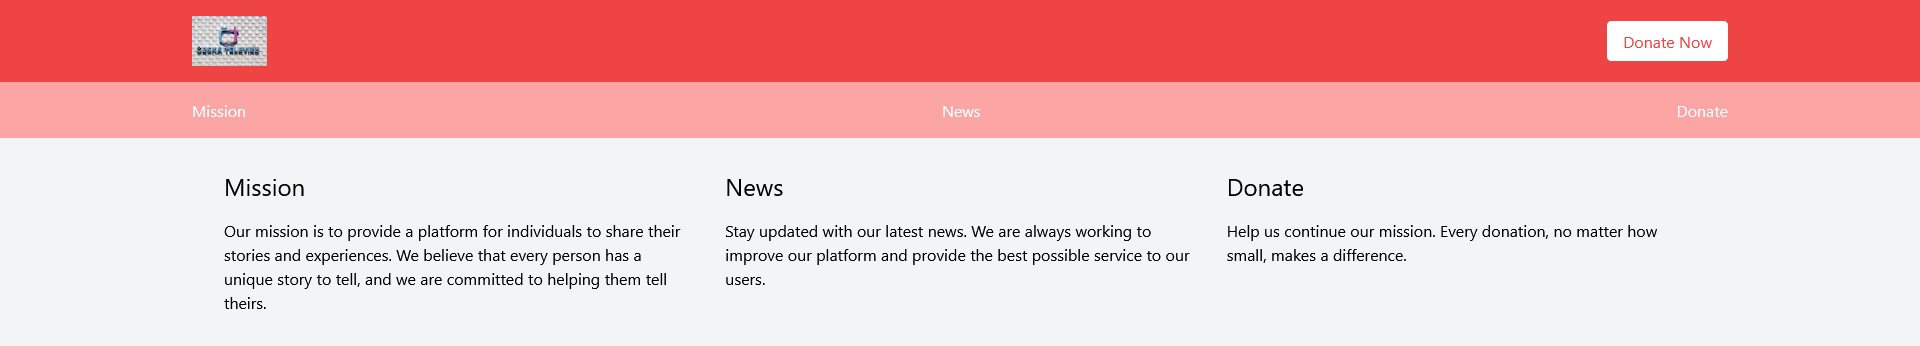 Donate Now
Mission
News
Donate
Mission
Our mission is to provide a platform for individuals to share their
stories and experiences. We believe that every person has a
unique story to tell, and we are committed to helping them tell
theirs.
News
Stay updated with our latest news. We are always working to
improve our platform and provide the best possible service to our
users.
Donate
Help us continue our mission. Every donation, no matter how
small, makes a difference.